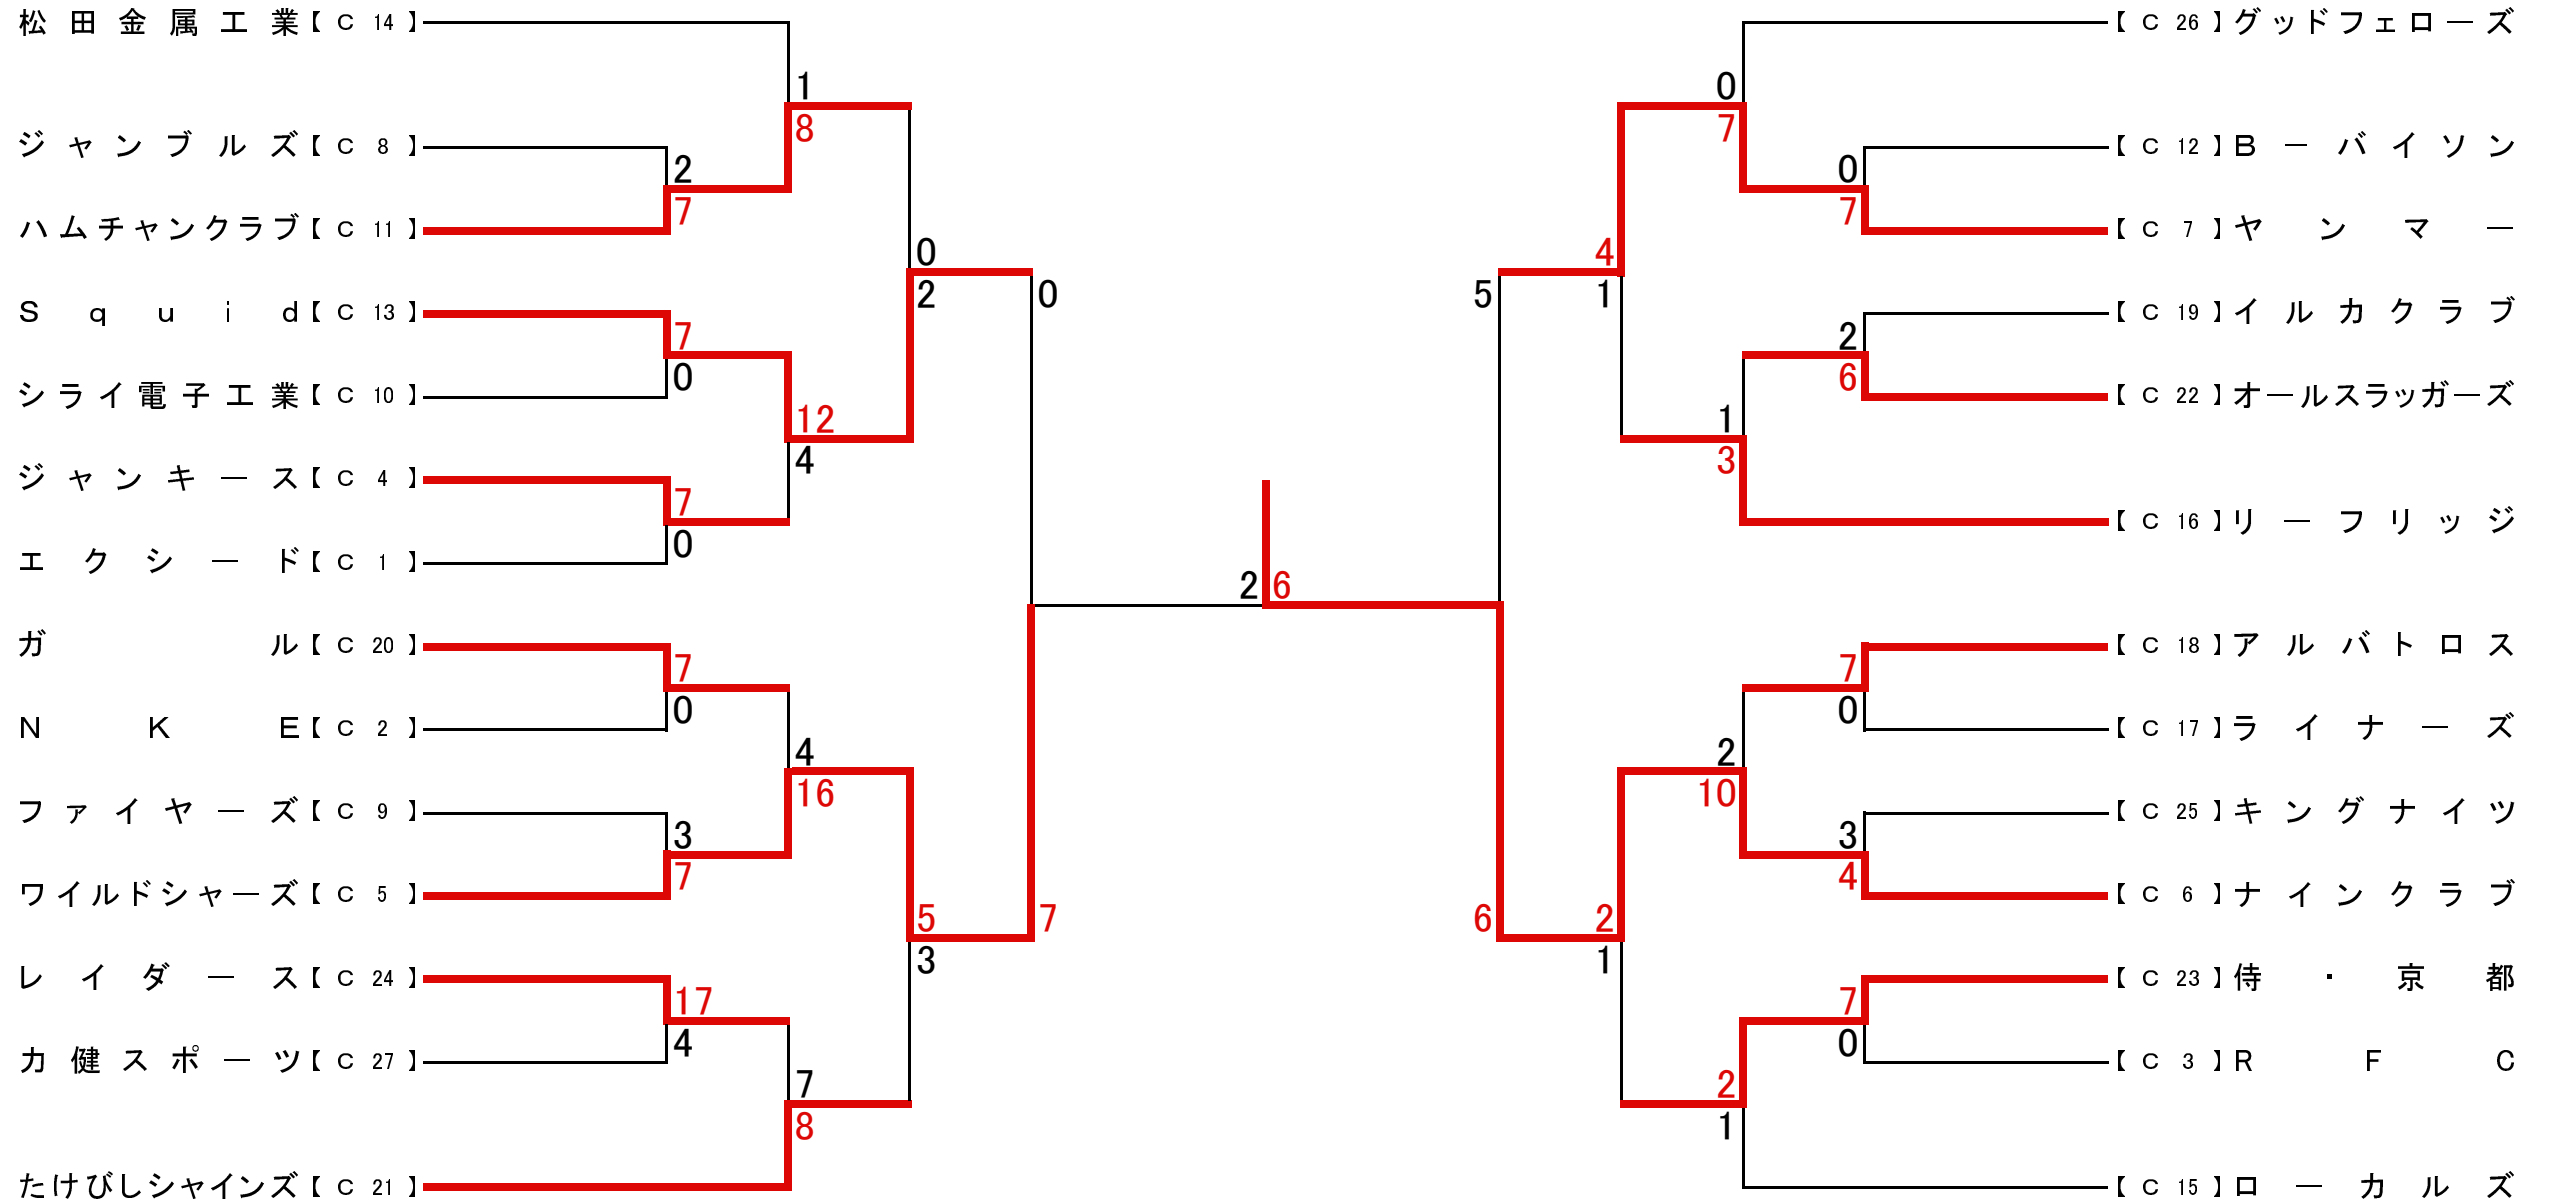 松田金属工業【 C 14 】
ジャンブルズ【 C 8 】
ハムチャンクラブ【 C 11 】
Squid【 C 13 】
シライ電子工業【 C 10 】
ジャンキース【 C 4 】
エクシード【 C 1 】
ガル【 C 20 】
NKE【 C 2 】
ファイヤーズ【 C 9 】
ワイルドシャーズ【 C 5 】
レイダース【 C 24 】
カ健スポーツ【 C 27 】
たけびしシャインズ【 C 21 】
2
7
7
0
7
0
7
0
3
7
17
4
1
8
12
4
4
16
7
8
0
2
5
3
0
7
2 6
5
6
4
1
2
1
0
7
1
3
2
10
2
1
0
7
2
6
7
0
3
4
7
0
【 C 26 】グッドフェローズ
【 C 12 】B－バイソン
【 C 7 】ヤンマー
【 C 19 】イルカクラブ
【 C 22 】オールスラッガーズ
【 C 16 】リーフリッジ
【 C 18 】アルバトロス
【 C 17 】ライナーズ
【 C 25 】キングナイツ
【 C 6 】ナインクラブ
【 C 23 】侍・京都
【 C 3 】RFC
【 C 15 】ローカルズ